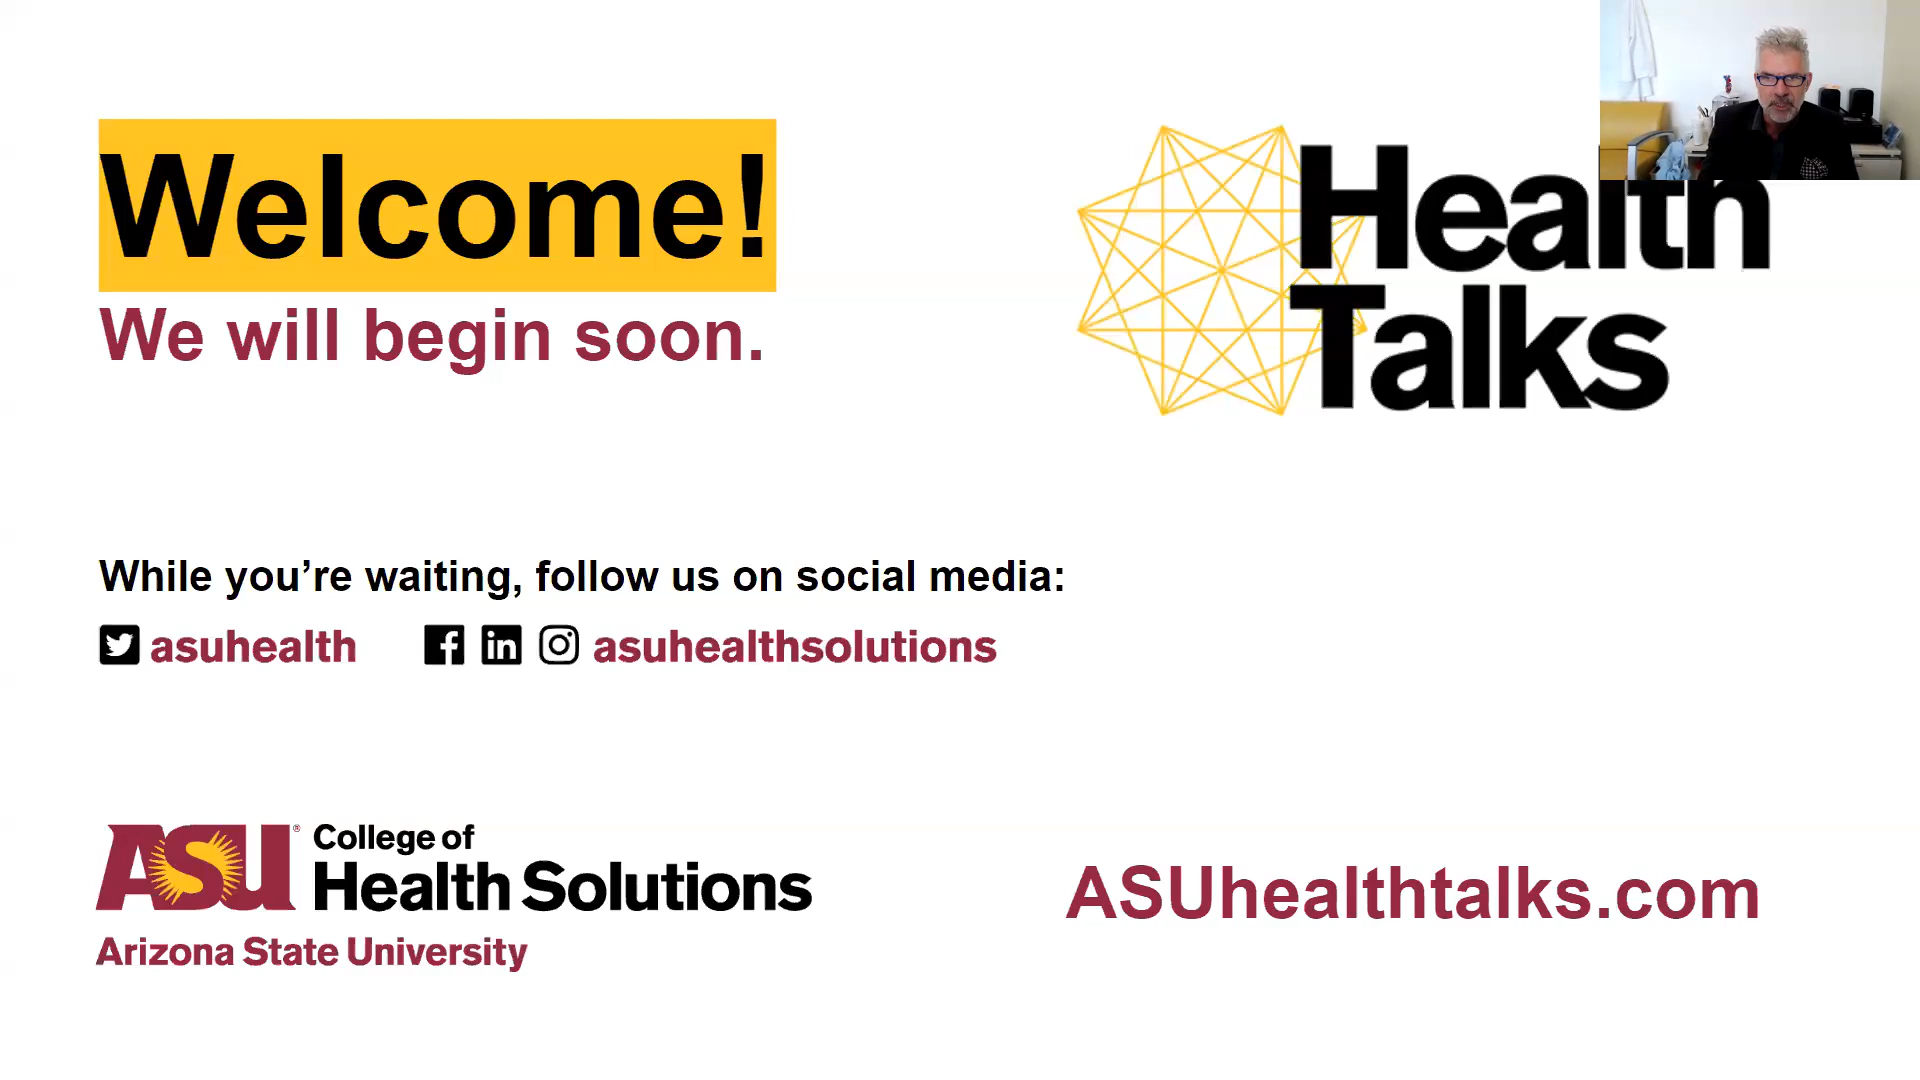 Welcome!
We will begin soon.
Health
Talks
While you’re waiting, follow us on social media:
asuhealth
asuhealthsolutions
ASU® College of
Health Solutions
Arizona State University
ASUhealthtalks.com